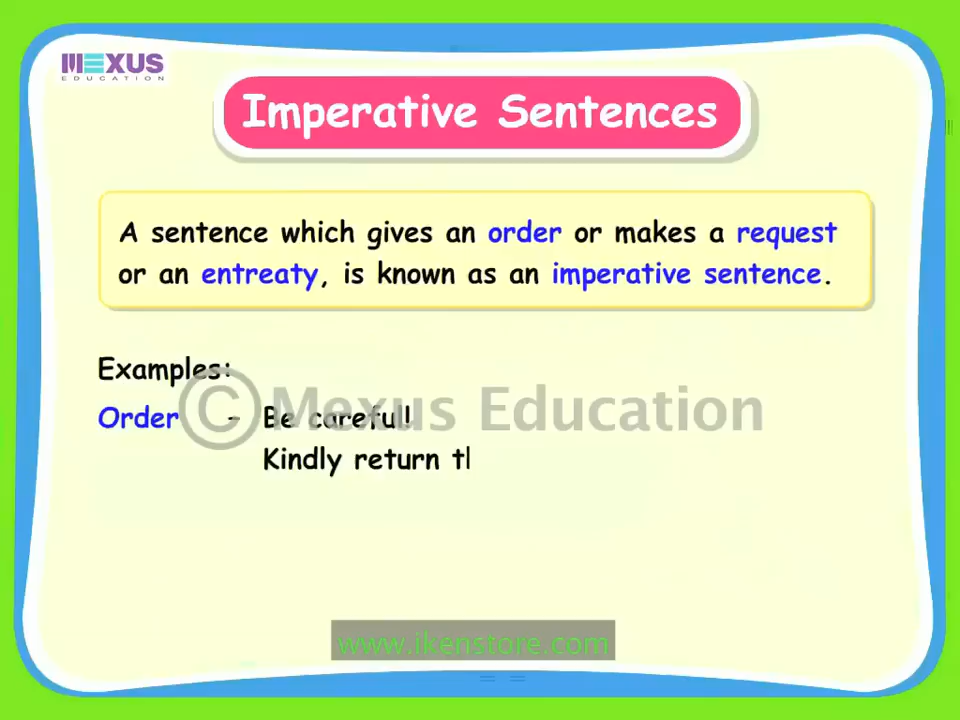 MEXUS
EDUCATION
Imperative Sentences
A sentence which gives an order or makes a request
or an entreaty, is known as an imperative sentence.
Examples:
Order - Be careful!
Kindly return
© Mexus Education
www.ikenstore.com